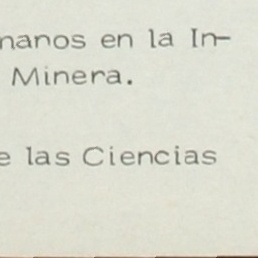 manos en la In-
Minera.
e las Ciencias